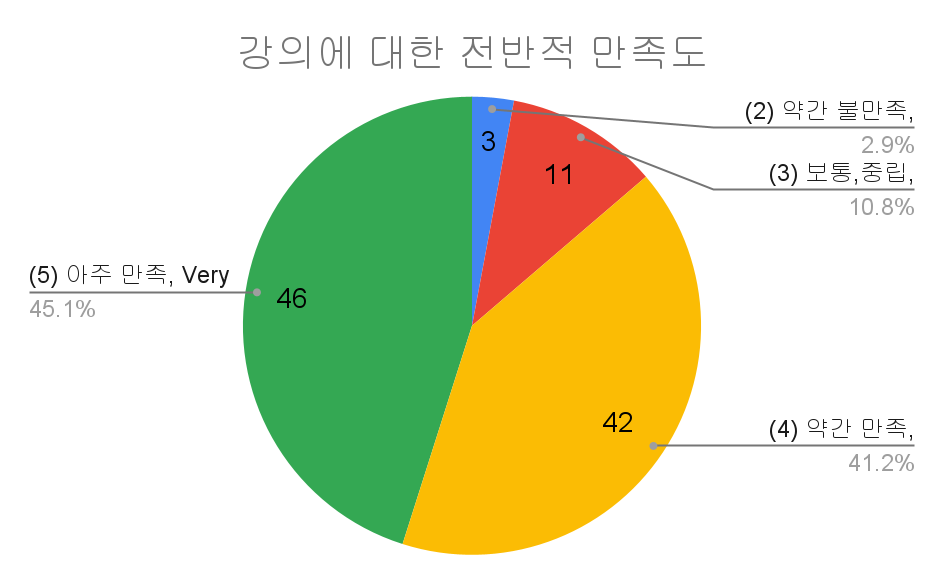 강의에 대한 전반적 만족도
(2) 약간 불만족,
2.9%
3
(3) 보통,중립,
10.8%
11
(5) 아주 만족, Very
45.1%
46
42
(4) 약간 만족,
41.2%